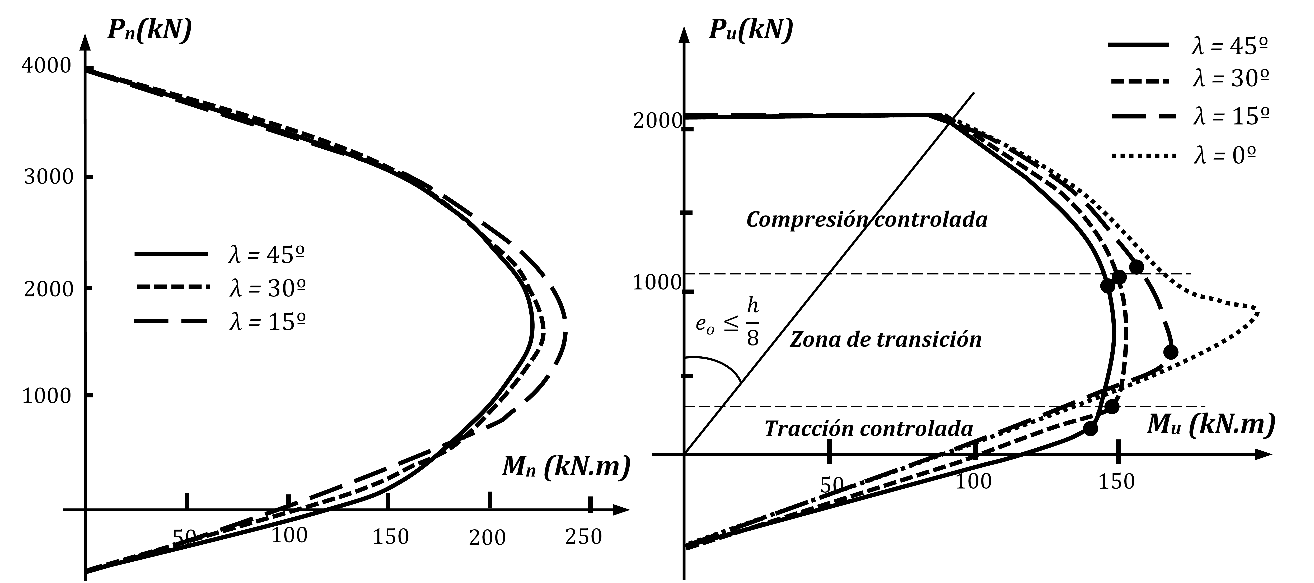 Pn(kN)
4000
3000
2000
1000
λ = 45º
λ = 30º
λ = 15º
Mn (kN.m)
50
100
150
200
250
Pu(kN)
λ = 45º
λ = 30º
λ = 15º
λ = 0º
2000
Compresión controlada
1000
eo ≤ h/8
Zona de transición
Tracción controlada
Mu (kN.m)
50
100
150